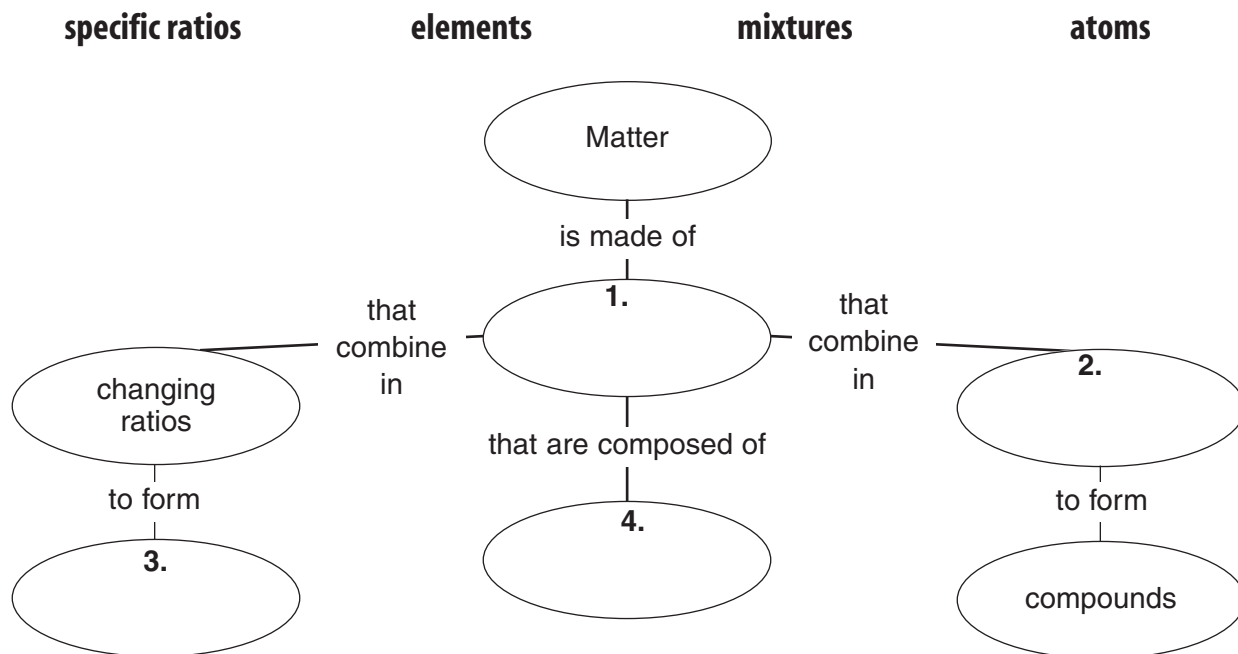 specific ratios elements mixtures atoms
Matter
is made of
1.
that
combine
in
that
combine
in
changing
ratios
2.
that are composed of
to form
to form
3.
4.
compounds